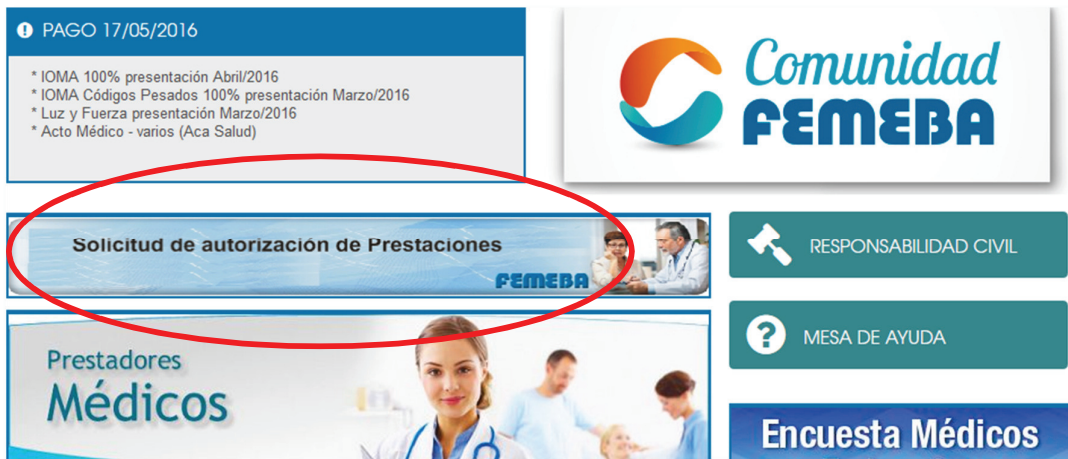 PAGO 17/05/2016
* IOMA 100% presentación Abril/2016
* IOMA Códigos Pesados 100% presentación Marzo/2016
* Luz y Fuerza presentación Marzo/2016
* Acto Médico - varios (Aca Salud)
Comunidad
FEMEBA
Solicitud de autorización de Prestaciones
FEMEBA
RESPONSABILIDAD CIVIL
MESA DE AYUDA
Prestadores
Médicos
Encuesta Médicos